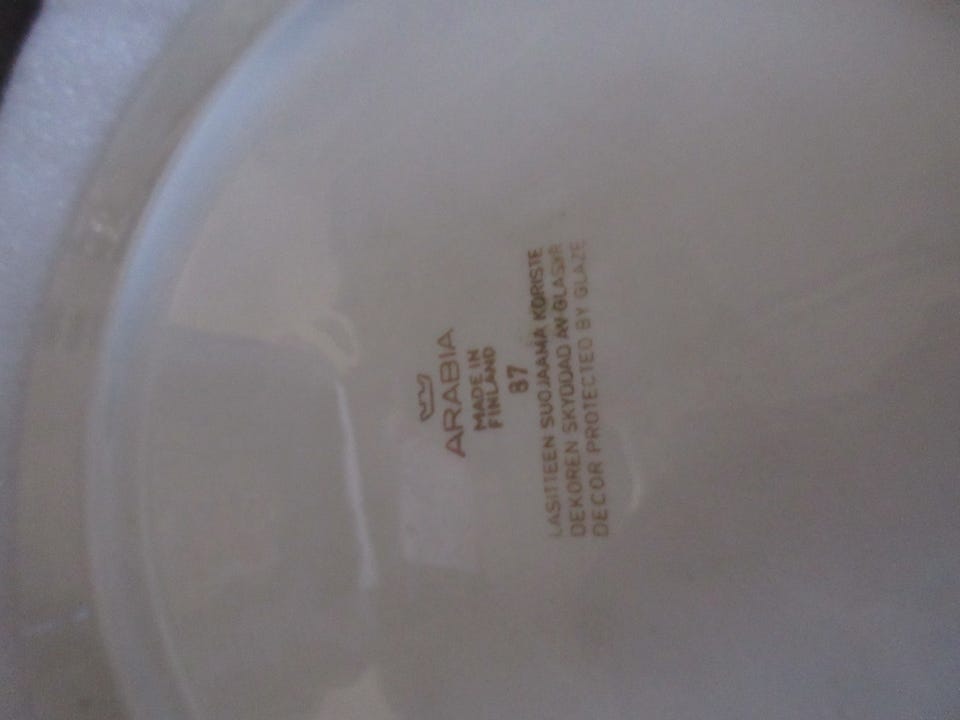 ARABIA
MADE IN
FINLAND
87
LASITTEEN SUOJAAMA KORISTE
DEKOREN SKYDDAD AV GLASYR
DECOR PROTECTED BY GLAZE